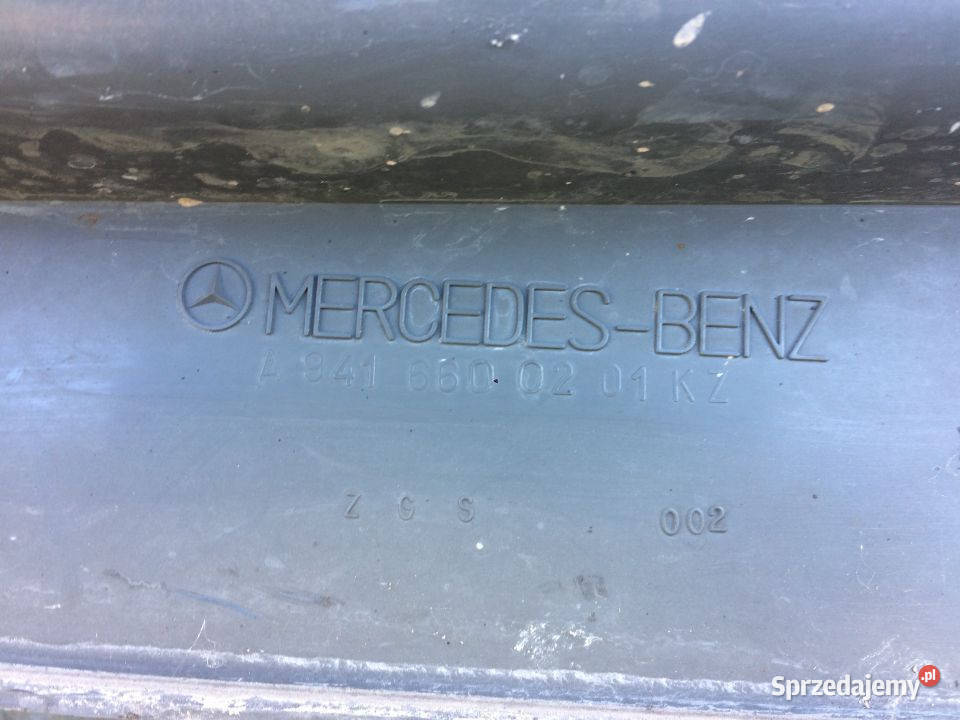 MERCEDES-BENZ
A 941 660 02 01 KZ
Z G S 002
Sprzedajemy.pl